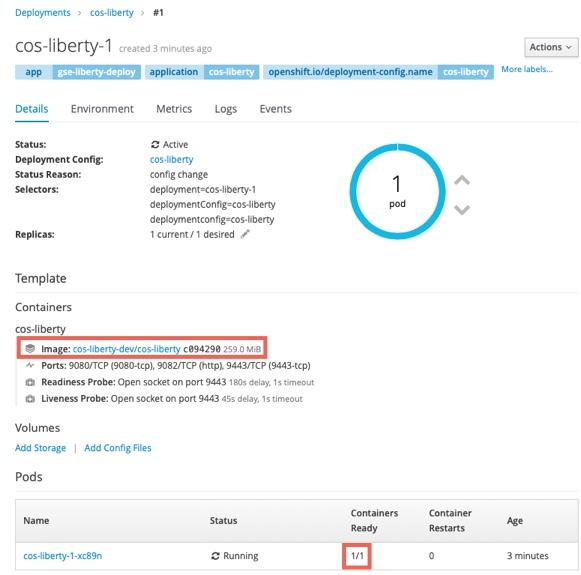 Deployments > cos-liberty > #1
cos-liberty-1 created 3 minutes ago
Actions
app gse-liberty-deploy application cos-liberty openshift.io/deployment-config.name cos-liberty More labels...
Details Environment Metrics Logs Events
Status: Active
Deployment Config: cos-liberty
Status Reason: config change
Selectors: deployment=cos-liberty-1
deploymentConfig=cos-liberty
deploymentconfig=cos-liberty
Replicas: 1 current / 1 desired
1
pod
Template
Containers
cos-liberty
Image: cos-liberty-dev/cos-liberty c094290 259.0 MiB
Ports: 9080/TCP (9080-tcp), 9082/TCP (http), 9443/TCP (9443-tcp)
Readiness Probe: Open socket on port 9443 180s delay, 1s timeout
Liveness Probe: Open socket on port 9443 45s delay, 1s timeout
Volumes
Add Storage | Add Config Files
Pods
Name Status Containers Ready Container Restarts Age
cos-liberty-1-xc89n Running 1/1 0 3 minutes